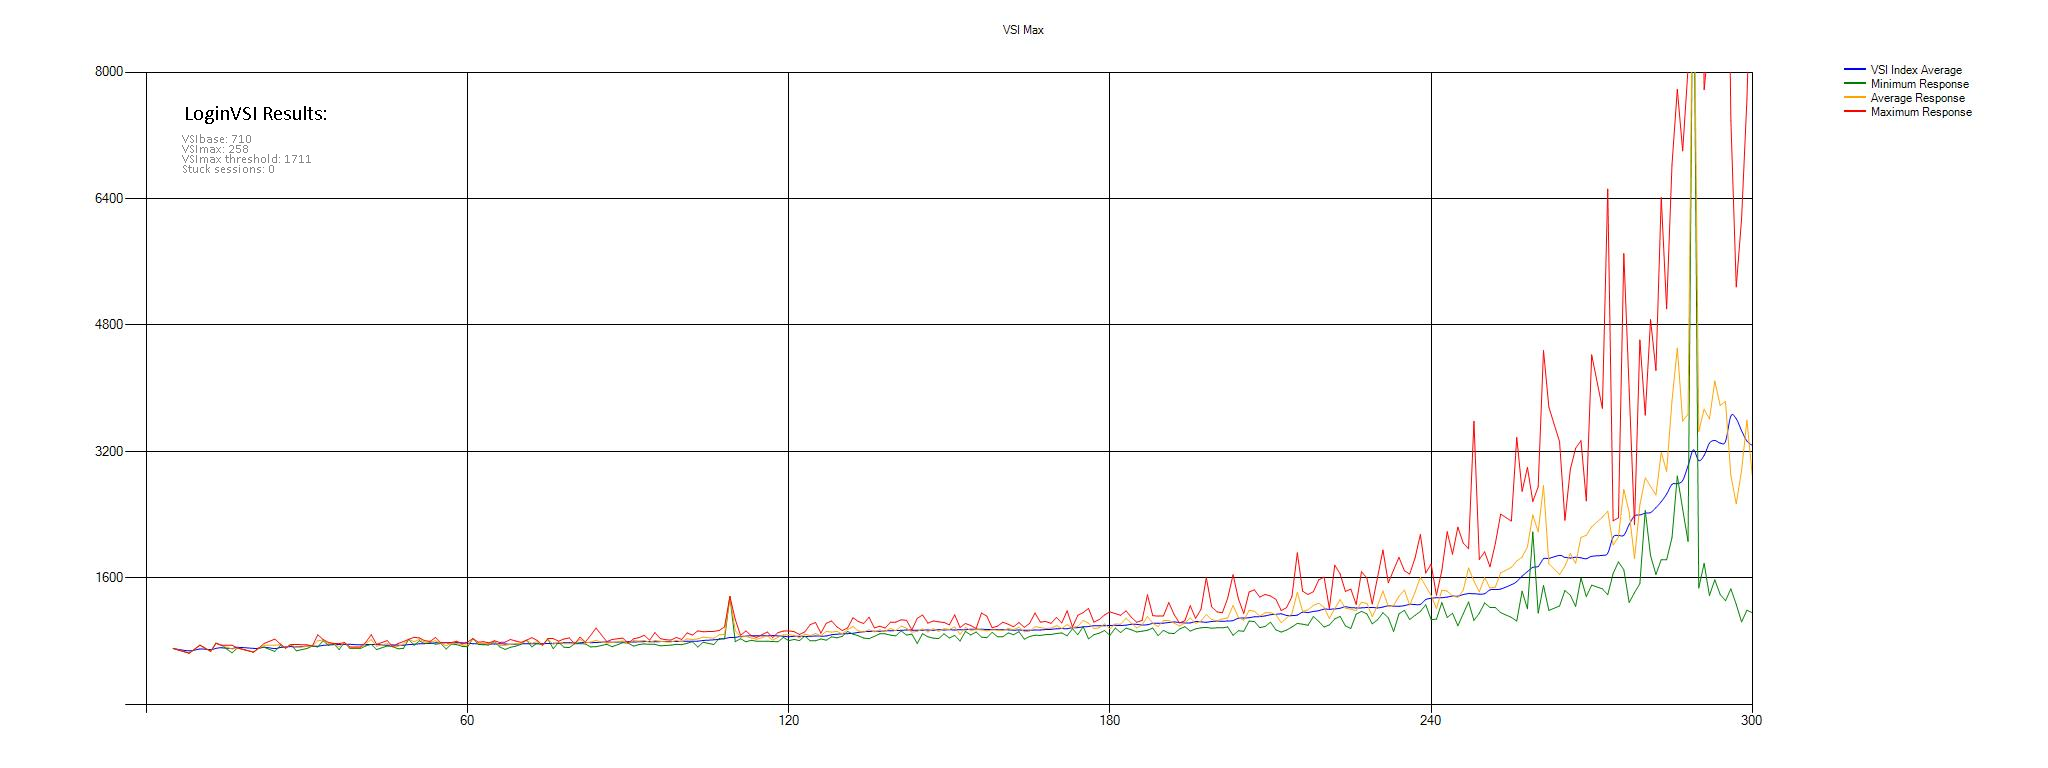 VSI Max
8000
6400
4800
3200
1600
LoginVSI Results:
VSIbase: 710
VSImax: 258
VSImax threshold: 1711
Stuck sessions: 0
VSI Index Average
Minimum Response
Average Response
Maximum Response
60
120
180
240
300